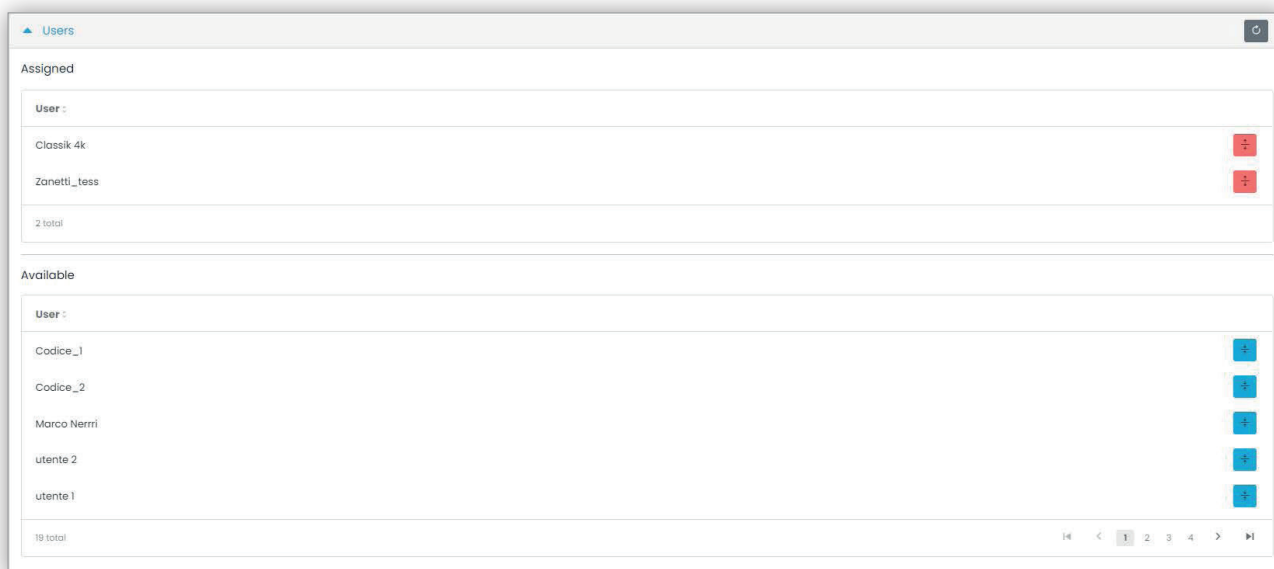 Users
Assigned
User
Classik 4k
Zanetti_tess
2 total
Available
User
Codice_1
Codice_2
Marco Nerrri
utente 2
utente 1
19 total 1 2 3 4